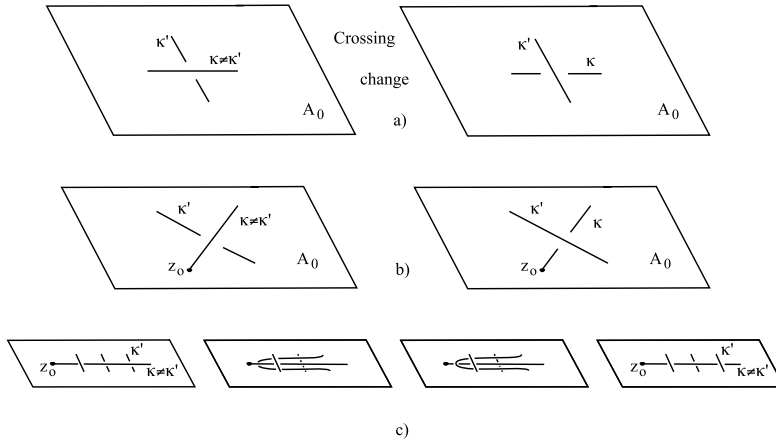 κ' κ≠κ' A₀
Crossing change
κ' κ A₀
a)
κ' κ≠κ' z₀ A₀
κ' κ z₀ A₀
b)
z₀ κ' κ≠κ'
z₀ κ' κ≠κ'
c)